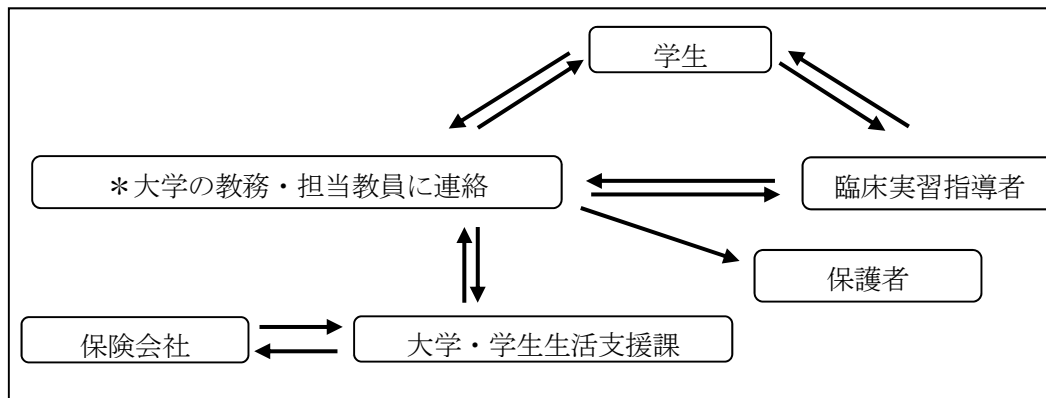 学生
＊大学の教務・担当教員に連絡
臨床実習指導者
保護者
保険会社
大学・学生生活支援課